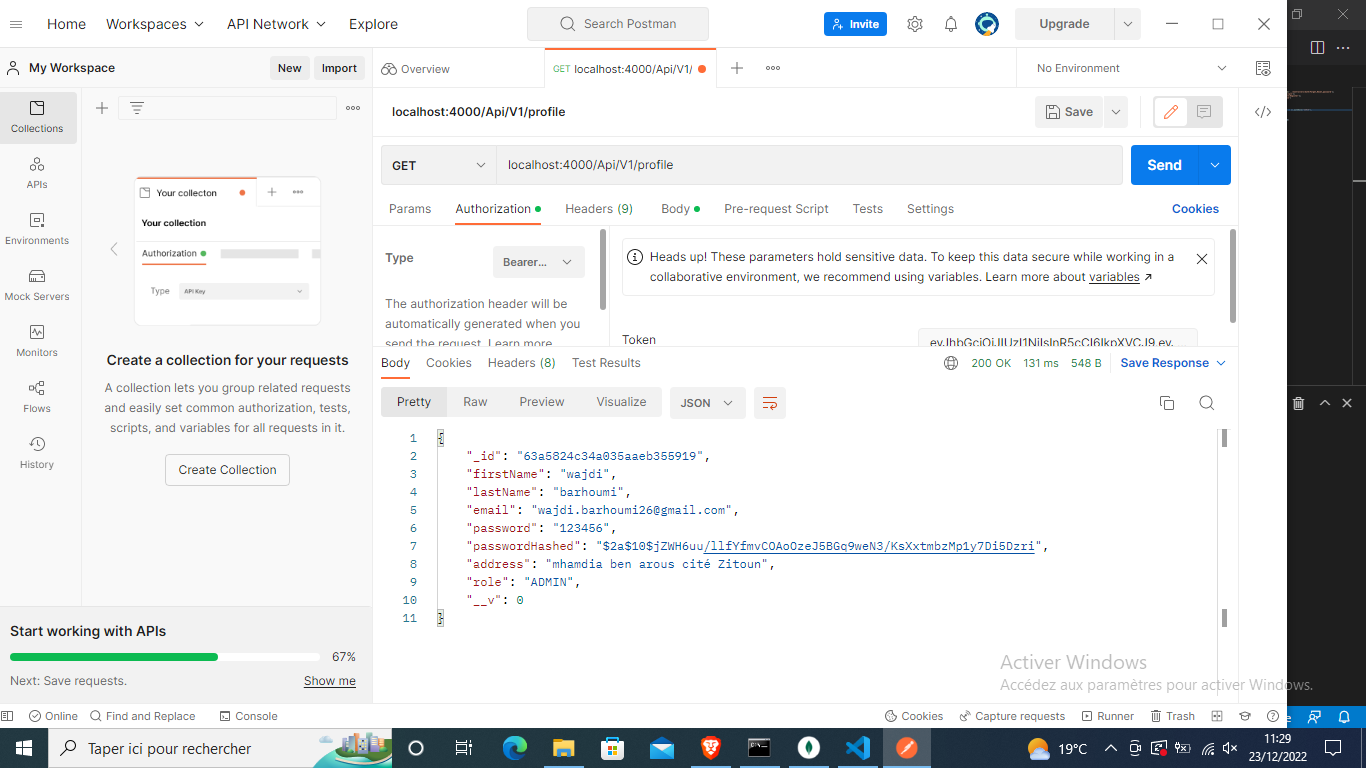 Home Workspaces API Network Explore Search Postman Invite Upgrade
My Workspace New Import Overview GET localhost:4000/Api/V1/ No Environment
Collections
APIs
Environments
Mock Servers
Monitors
Flows
History
Your collecton
Your collection
Authorization
Type API Key
Create a collection for your requests
A collection lets you group related requests
and easily set common authorization, tests,
scripts, and variables for all requests in it.
Create Collection
Start working with APIs
67%
Next: Save requests. Show me
localhost:4000/Api/V1/profile Save
GET localhost:4000/Api/V1/profile Send
Params Authorization Headers (9) Body Pre-request Script Tests Settings Cookies
Type Bearer...
The authorization header will be
automatically generated when you
send the request. Learn more
Heads up! These parameters hold sensitive data. To keep this data secure while working in a
collaborative environment, we recommend using variables. Learn more about variables
Token
Body Cookies Headers (8) Test Results 200 OK 131 ms 548 B Save Response
Pretty Raw Preview Visualize JSON
1 {
2 "_id": "63a5824c34a035aaeb355919",
3 "firstName": "wajdi",
4 "lastName": "barhoumi",
5 "email": "wajdi.barhoumi26@gmail.com",
6 "password": "123456",
7 "passwordHashed": "$2a$10$jZWH6uu/llfYfmvCOAoOzeJ5BGq9weN3/KsXxtmbzMp1y7Di5Dzri",
8 "address": "mhamdia ben arous cité Zitoun",
9 "role": "ADMIN",
10 "__v": 0
11 }
Activer Windows
Accédez aux paramètres pour activer Windows.
Online Find and Replace Console Cookies Capture requests Runner Trash
Taper ici pour rechercher 19°C 11:29
23/12/2022